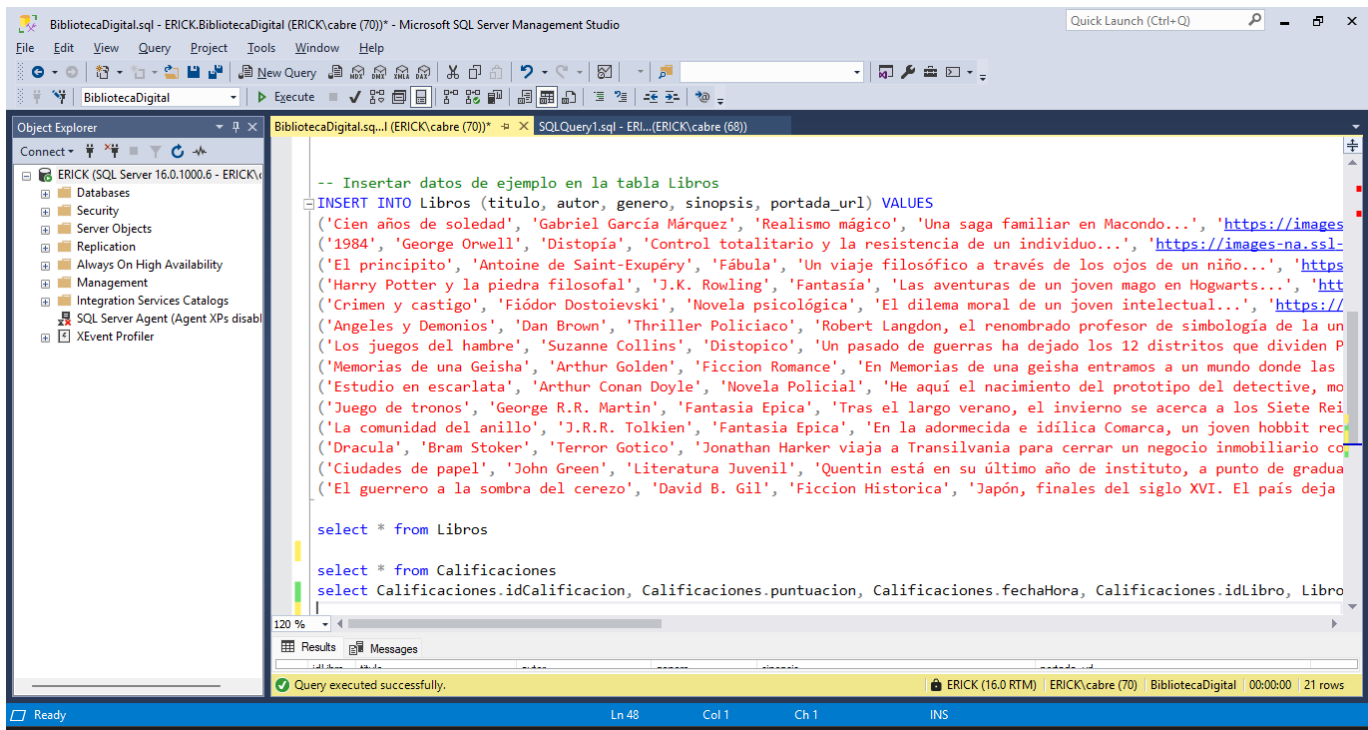 BibliotecaDigital.sql - ERICK.BibliotecaDigital (ERICK\cabre (70))* - Microsoft SQL Server Management Studio
Quick Launch (Ctrl+Q)
File Edit View Query Project Tools Window Help
New Query MDX DMX XMLA DAX
BibliotecaDigital Execute
Object Explorer
BibliotecaDigital.sq...l (ERICK\cabre (70))* SQLQuery1.sql - ERI...(ERICK\cabre (68))
Connect
ERICK (SQL Server 16.0.1000.6 - ERICK\c
Databases
Security
Server Objects
Replication
Always On High Availability
Management
Integration Services Catalogs
SQL Server Agent (Agent XPs disabl
XEvent Profiler
-- Insertar datos de ejemplo en la tabla Libros
INSERT INTO Libros (titulo, autor, genero, sinopsis, portada_url) VALUES
('Cien años de soledad', 'Gabriel García Márquez', 'Realismo mágico', 'Una saga familiar en Macondo...', 'https://images
('1984', 'George Orwell', 'Distopía', 'Control totalitario y la resistencia de un individuo...', 'https://images-na.ssl-
('El principito', 'Antoine de Saint-Exupéry', 'Fábula', 'Un viaje filosófico a través de los ojos de un niño...', 'https
('Harry Potter y la piedra filosofal', 'J.K. Rowling', 'Fantasía', 'Las aventuras de un joven mago en Hogwarts...', 'htt
('Crimen y castigo', 'Fiódor Dostoievski', 'Novela psicológica', 'El dilema moral de un joven intelectual...', 'https://
('Angeles y Demonios', 'Dan Brown', 'Thriller Policiaco', 'Robert Langdon, el renombrado profesor de simbología de la un
('Los juegos del hambre', 'Suzanne Collins', 'Distopico', 'Un pasado de guerras ha dejado los 12 distritos que dividen P
('Memorias de una Geisha', 'Arthur Golden', 'Ficcion Romance', 'En Memorias de una geisha entramos a un mundo donde las
('Estudio en escarlata', 'Arthur Conan Doyle', 'Novela Policial', 'He aquí el nacimiento del prototipo del detective, mo
('Juego de tronos', 'George R.R. Martin', 'Fantasia Epica', 'Tras el largo verano, el invierno se acerca a los Siete Rei
('La comunidad del anillo', 'J.R.R. Tolkien', 'Fantasia Epica', 'En la adormecida e idílica Comarca, un joven hobbit rec
('Dracula', 'Bram Stoker', 'Terror Gotico', 'Jonathan Harker viaja a Transilvania para cerrar un negocio inmobiliario co
('Ciudades de papel', 'John Green', 'Literatura Juvenil', 'Quentin está en su último año de instituto, a punto de gradua
('El guerrero a la sombra del cerezo', 'David B. Gil', 'Ficcion Historica', 'Japón, finales del siglo XVI. El país deja
select * from Libros
select * from Calificaciones
select Calificaciones.idCalificacion, Calificaciones.puntuacion, Calificaciones.fechaHora, Calificaciones.idLibro, Libro
120 %
Results Messages
Query executed successfully.
ERICK (16.0 RTM) ERICK\cabre (70) BibliotecaDigital 00:00:00 21 rows
Ready Ln 48 Col 1 Ch 1 INS